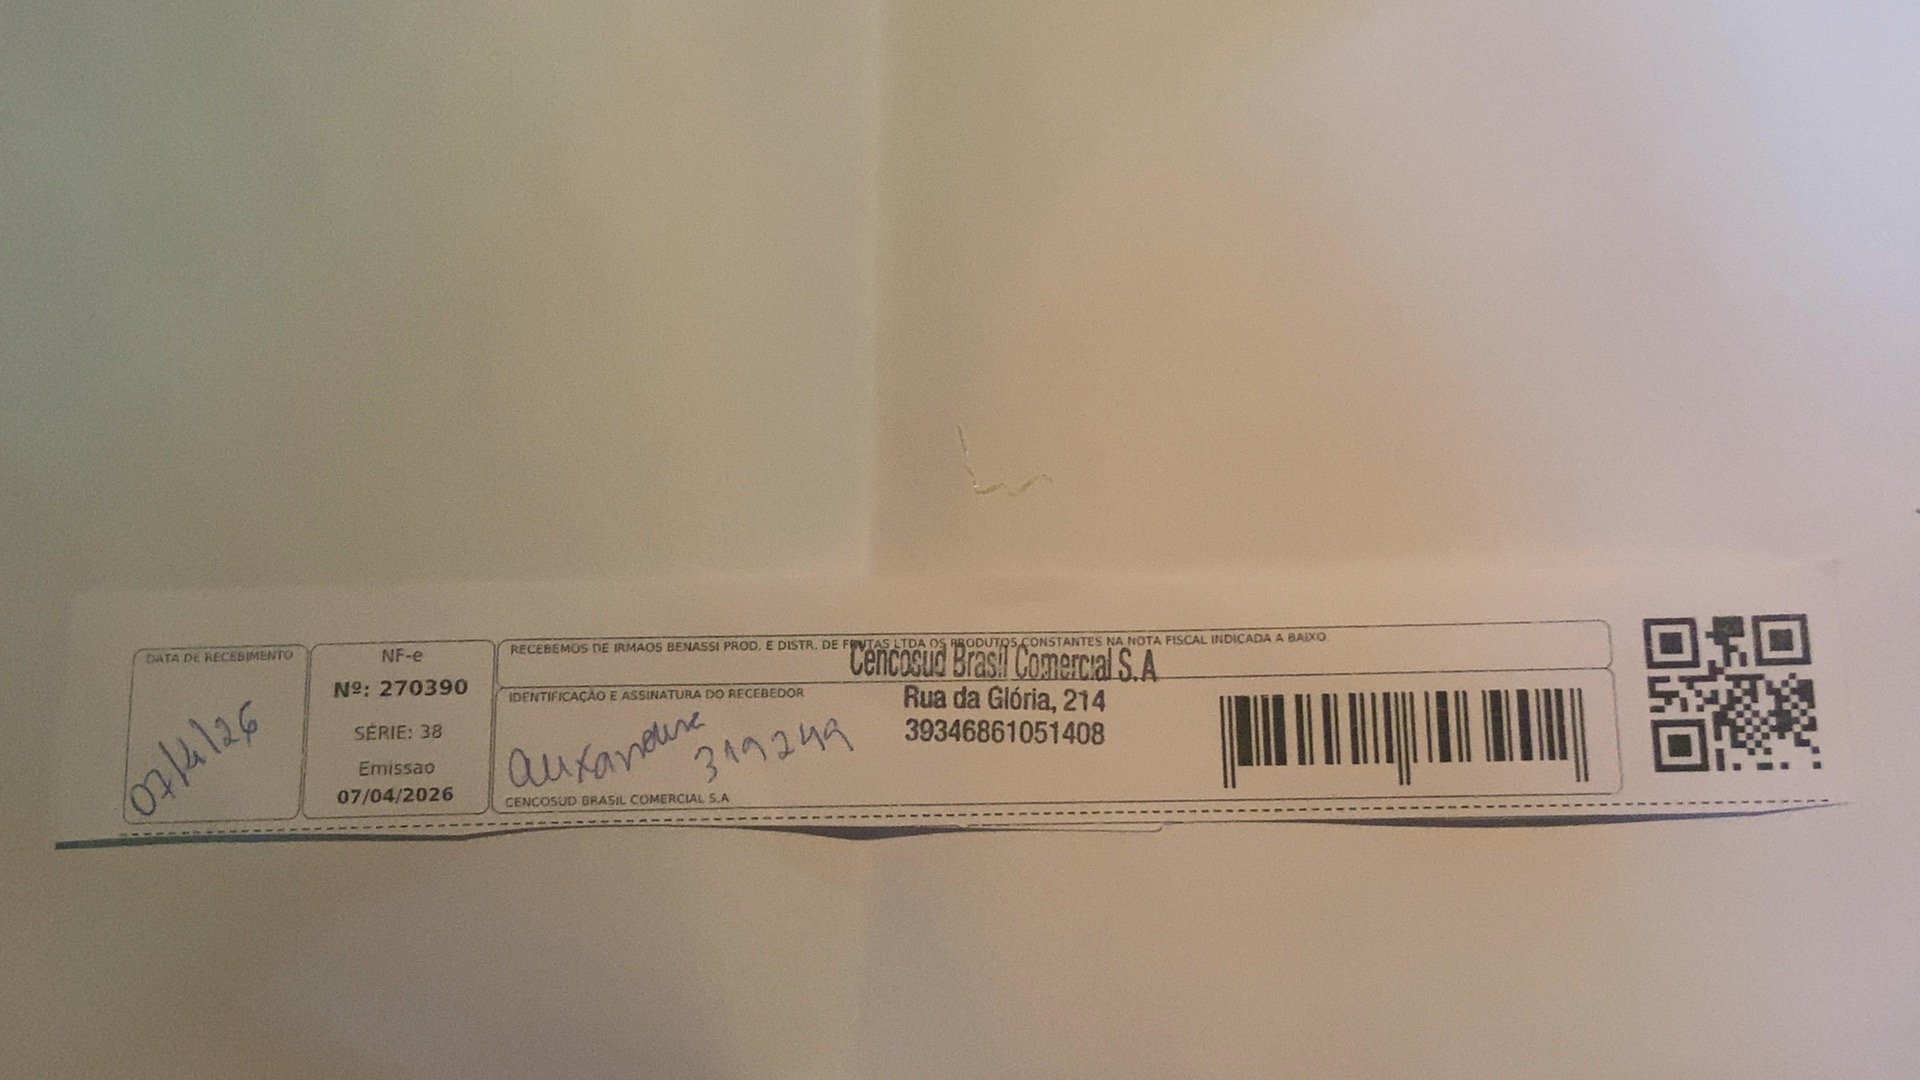 DATA DE RECEBIMENTO
07/4/26
NF-e
Nº: 270390
SÉRIE: 38
Emissao
07/04/2026
RECEBEMOS DE IRMAOS BENASSI PROD. E DISTR. DE FRUTAS LTDA OS PRODUTOS CONSTANTES NA NOTA FISCAL INDICADA A BAIXO
Cencosud Brasil Comercial S.A
Rua da Glória, 214
39346861051408
IDENTIFICAÇÃO E ASSINATURA DO RECEBEDOR
CENCOSUD BRASIL COMERCIAL S.A